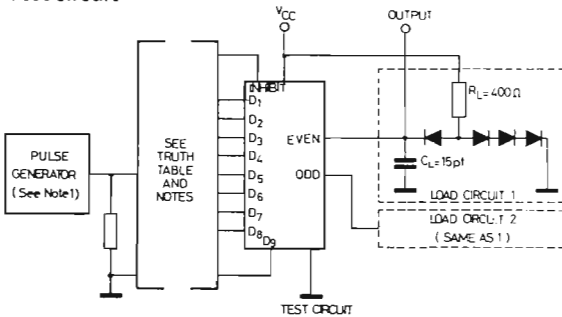 VCC
OUTPUT
INHIBIT
D1
D2
D3
D4
D5
D6
D7
D8
D9
EVEN
ODD
PULSE
GENERATOR
(See Note1)
SEE
TRUTH
TABLE
AND
NOTES
RL=400Ω
CL=15pf
LOAD CIRCUIT 1
LOAD CIRCUIT 2
(SAME AS 1)
TEST CIRCUIT